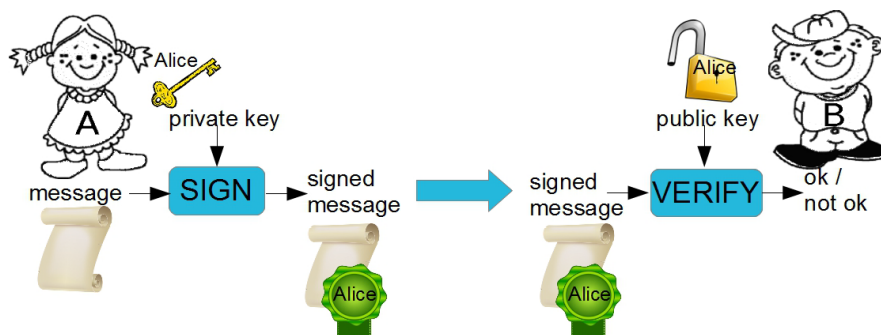 A
Alice
private key
message
SIGN
signed
message
Alice
Alice
public key
B
signed
message
VERIFY
ok /
not ok
Alice